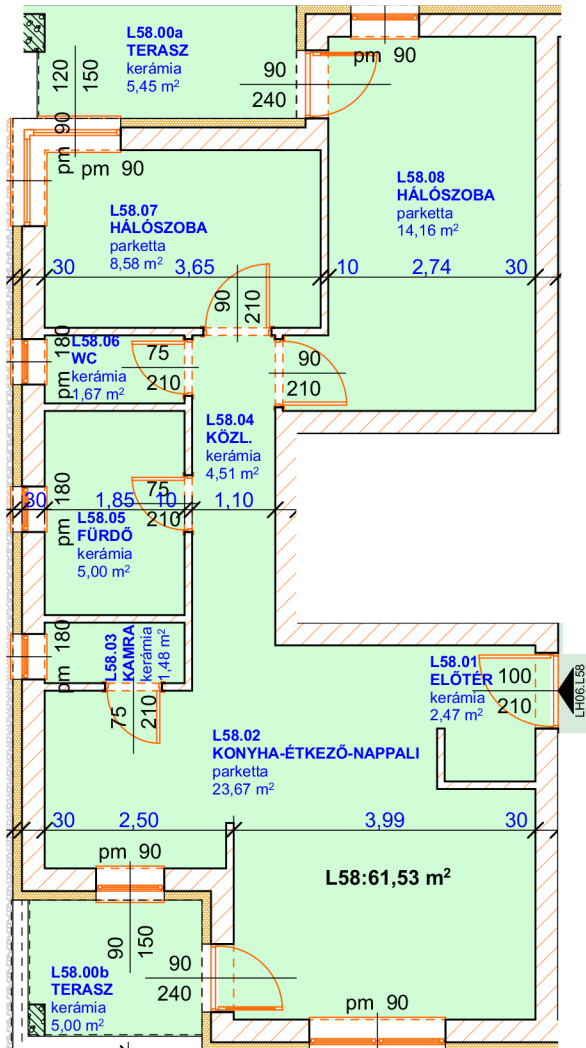 L58.00a
TERASZ
kerámia
5,45 m²
120
150
90
240
pm 90
pm 90
pm 90
L58.08
HÁLÓSZOBA
parketta
14,16 m²
L58.07
HÁLÓSZOBA
parketta
8,58 m²
30
3,65
10
2,74
30
90
210
pm 180
L58.06
WC
kerámia
1,67 m²
75
210
90
210
L58.04
KÖZL.
kerámia
4,51 m²
pm 180
30
1,85
10
1,10
75
210
L58.05
FÜRDŐ
kerámia
5,00 m²
pm 180
L58.03
KAMRA
kerámia
1,48 m²
75
210
L58.01
ELŐTÉR
kerámia
2,47 m²
100
210
LH06.L58
L58.02
KONYHA-ÉTKEZŐ-NAPPALI
parketta
23,67 m²
30
2,50
3,99
30
pm 90
L58:61,53 m²
90
150
90
240
L58.00b
TERASZ
kerámia
5,00 m²
pm 90